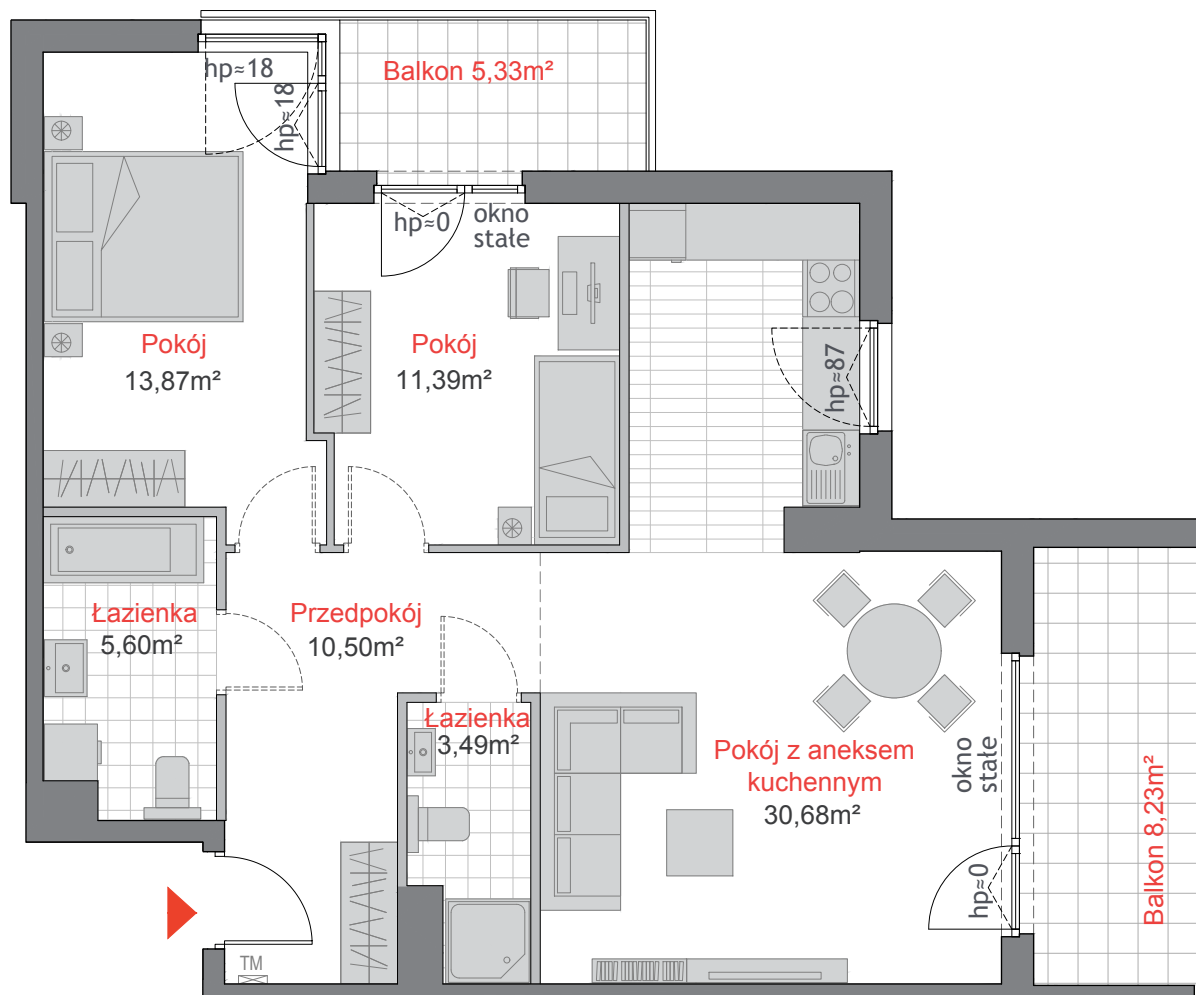 hp≈18
hp≈18
Balkon 5,33m²
hp≈0
okno
stałe
Pokój
13,87m²
Pokój
11,39m²
hp≈87
Łazienka
5,60m²
Przedpokój
10,50m²
Łazienka
3,49m²
Pokój z aneksem
kuchennym
30,68m²
okno
stałe
hp≈0
Balkon 8,23m²
TM